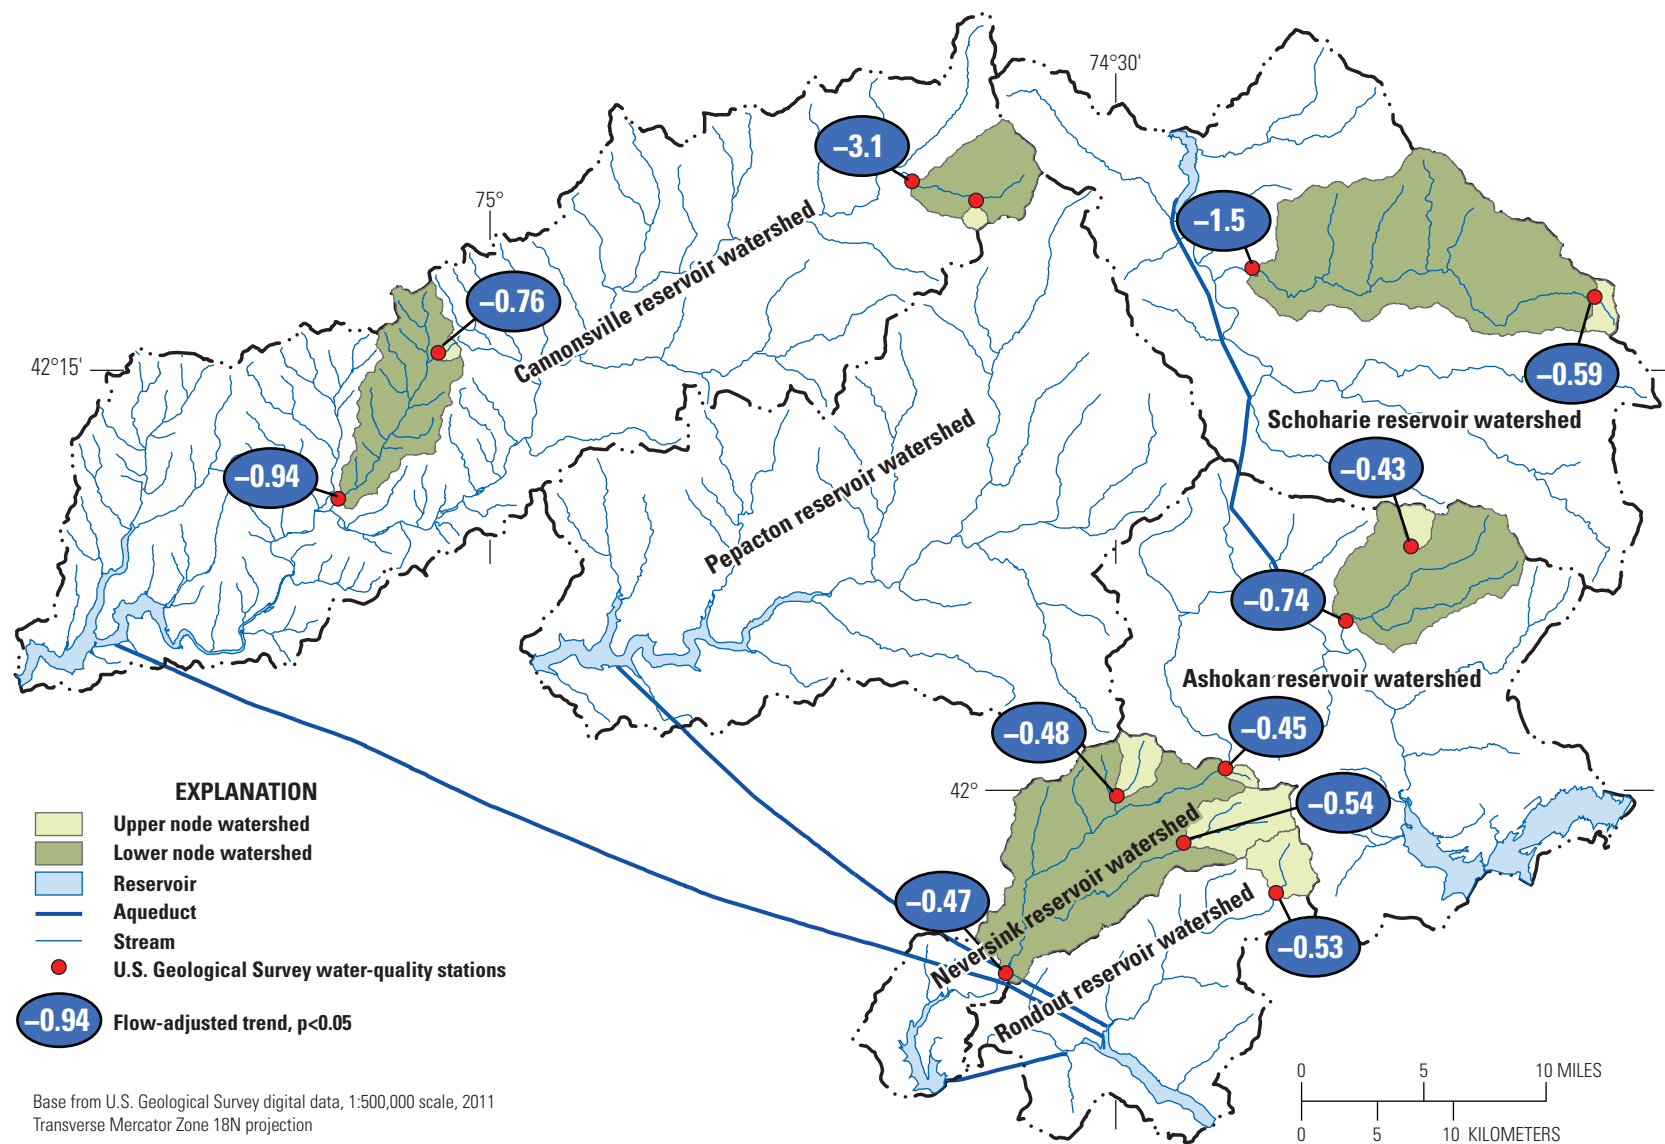 74°30'
–3.1
75°
–1.5
–0.76
Cannonsville reservoir watershed
42°15'
–0.59
Schoharie reservoir watershed
–0.43
–0.94
Pepacton reservoir watershed
–0.74
Ashokan reservoir watershed
–0.48
–0.45
42°
–0.54
Neversink reservoir watershed
–0.47
–0.53
Rondout reservoir watershed
EXPLANATION
Upper node watershed
Lower node watershed
Reservoir
Aqueduct
Stream
U.S. Geological Survey water-quality stations
–0.94 Flow-adjusted trend, p<0.05
0 5 10 MILES
0 5 10 KILOMETERS
Base from U.S. Geological Survey digital data, 1:500,000 scale, 2011
Transverse Mercator Zone 18N projection